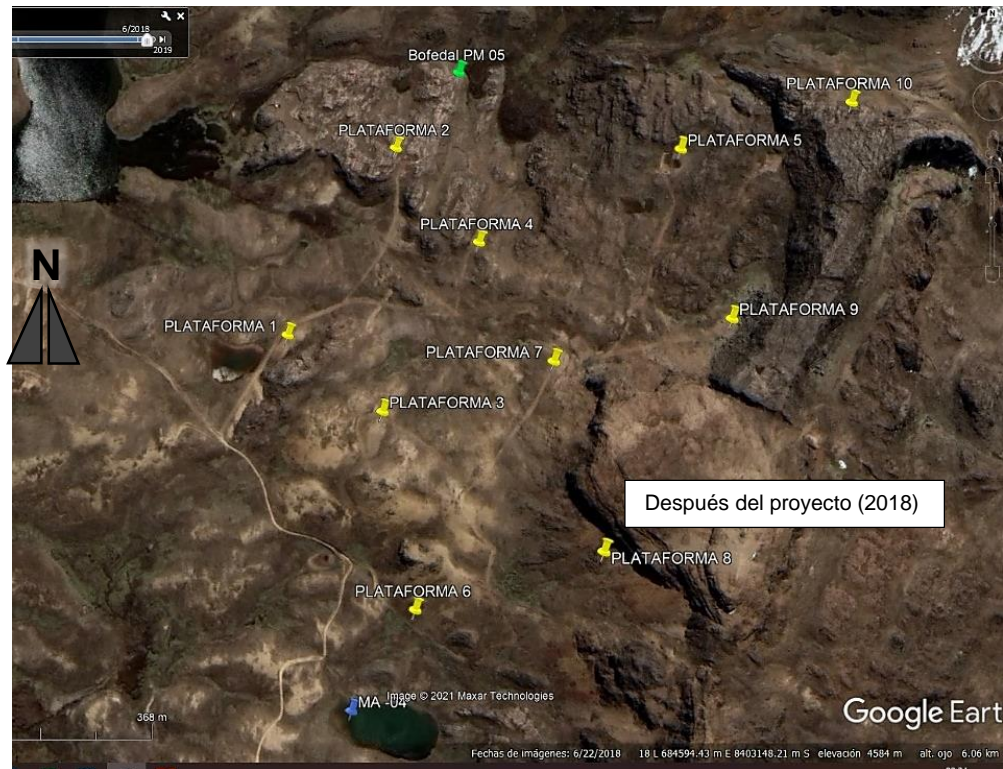 6/2018
2019
Bofedal PM 05
PLATAFORMA 10
PLATAFORMA 2
PLATAFORMA 5
PLATAFORMA 4
N
PLATAFORMA 9
PLATAFORMA 1
PLATAFORMA 7
PLATAFORMA 3
Después del proyecto (2018)
PLATAFORMA 8
PLATAFORMA 6
Image © 2021 Maxar Technologies
MA -04
368 m
Google Eart
Fechas de imágenes: 6/22/2018 18 L 684594.43 m E 8403148.21 m S elevación 4584 m alt. ojo 6.06 km